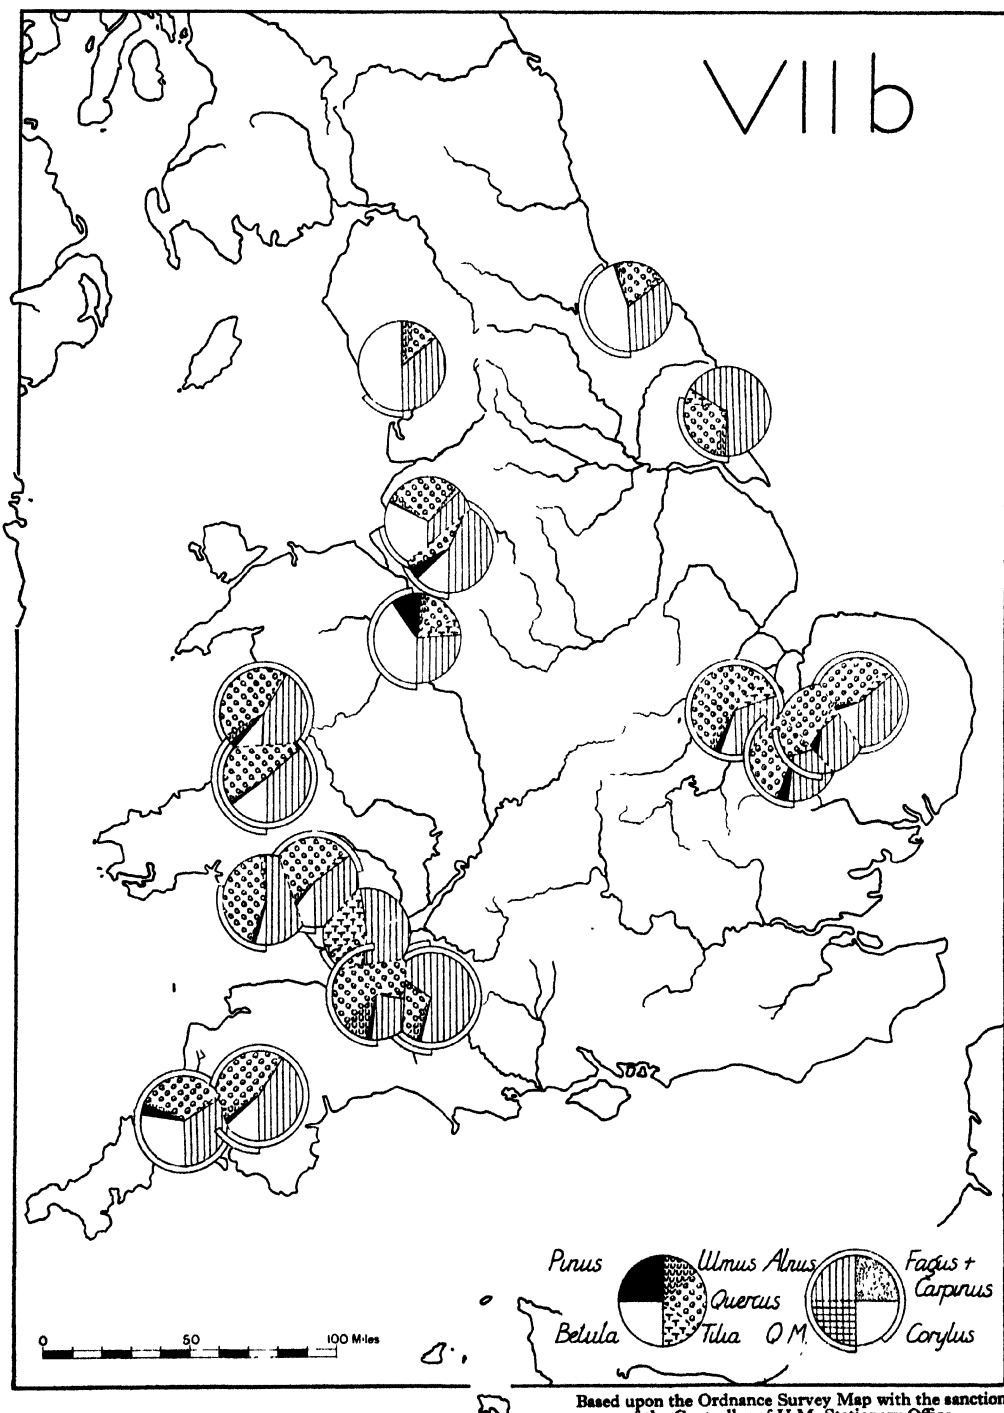 VIIb
Pinus Ulmus Alnus Fagus +
Carpinus
Quercus
Betula Tilia Q.M. Corylus
0 50 100 Miles
Based upon the Ordnance Survey Map with the sanction